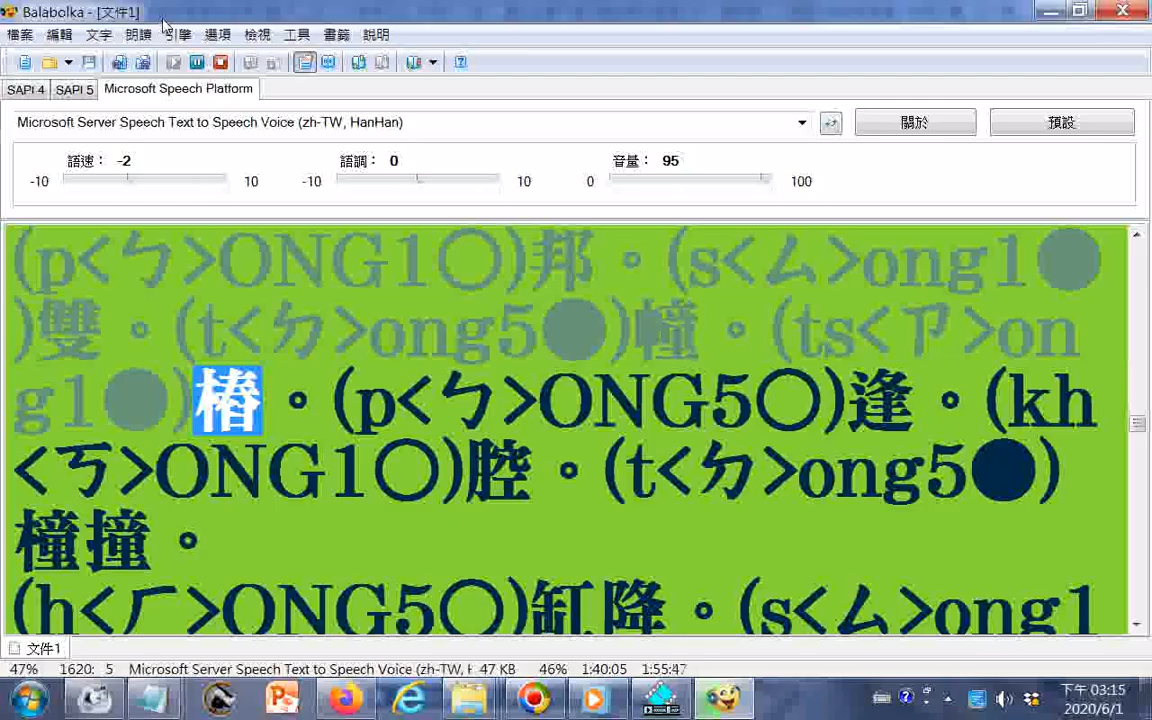 Balabolka - [文件1]
檔案 編輯 文字 朗讀 引擎 選項 檢視 工具 書籤 說明
SAPI 4 SAPI 5 Microsoft Speech Platform
Microsoft Server Speech Text to Speech Voice (zh-TW, HanHan) 關於 預設
語速： -2 語調： 0 音量： 95
-10 10 -10 10 0 100
(p<ㄅ>ONG1○)邦。(s<ㄙ>ong1●
)雙。(t<ㄉ>ong5●)幢。(ts<ㄗ>on
g1●)樁。(p<ㄅ>ONG5○)逢。(kh
<ㄎ>ONG1○)腔。(t<ㄉ>ong5●)
橦撞。
(h<ㄏ>ONG5○)缸降。(s<ㄙ>ong1
文件1
47% 1620: 5 Microsoft Server Speech Text to Speech Voice (zh-TW, H 47 KB 46% 1:40:05 1:55:47
下午 03:15
2020/6/1